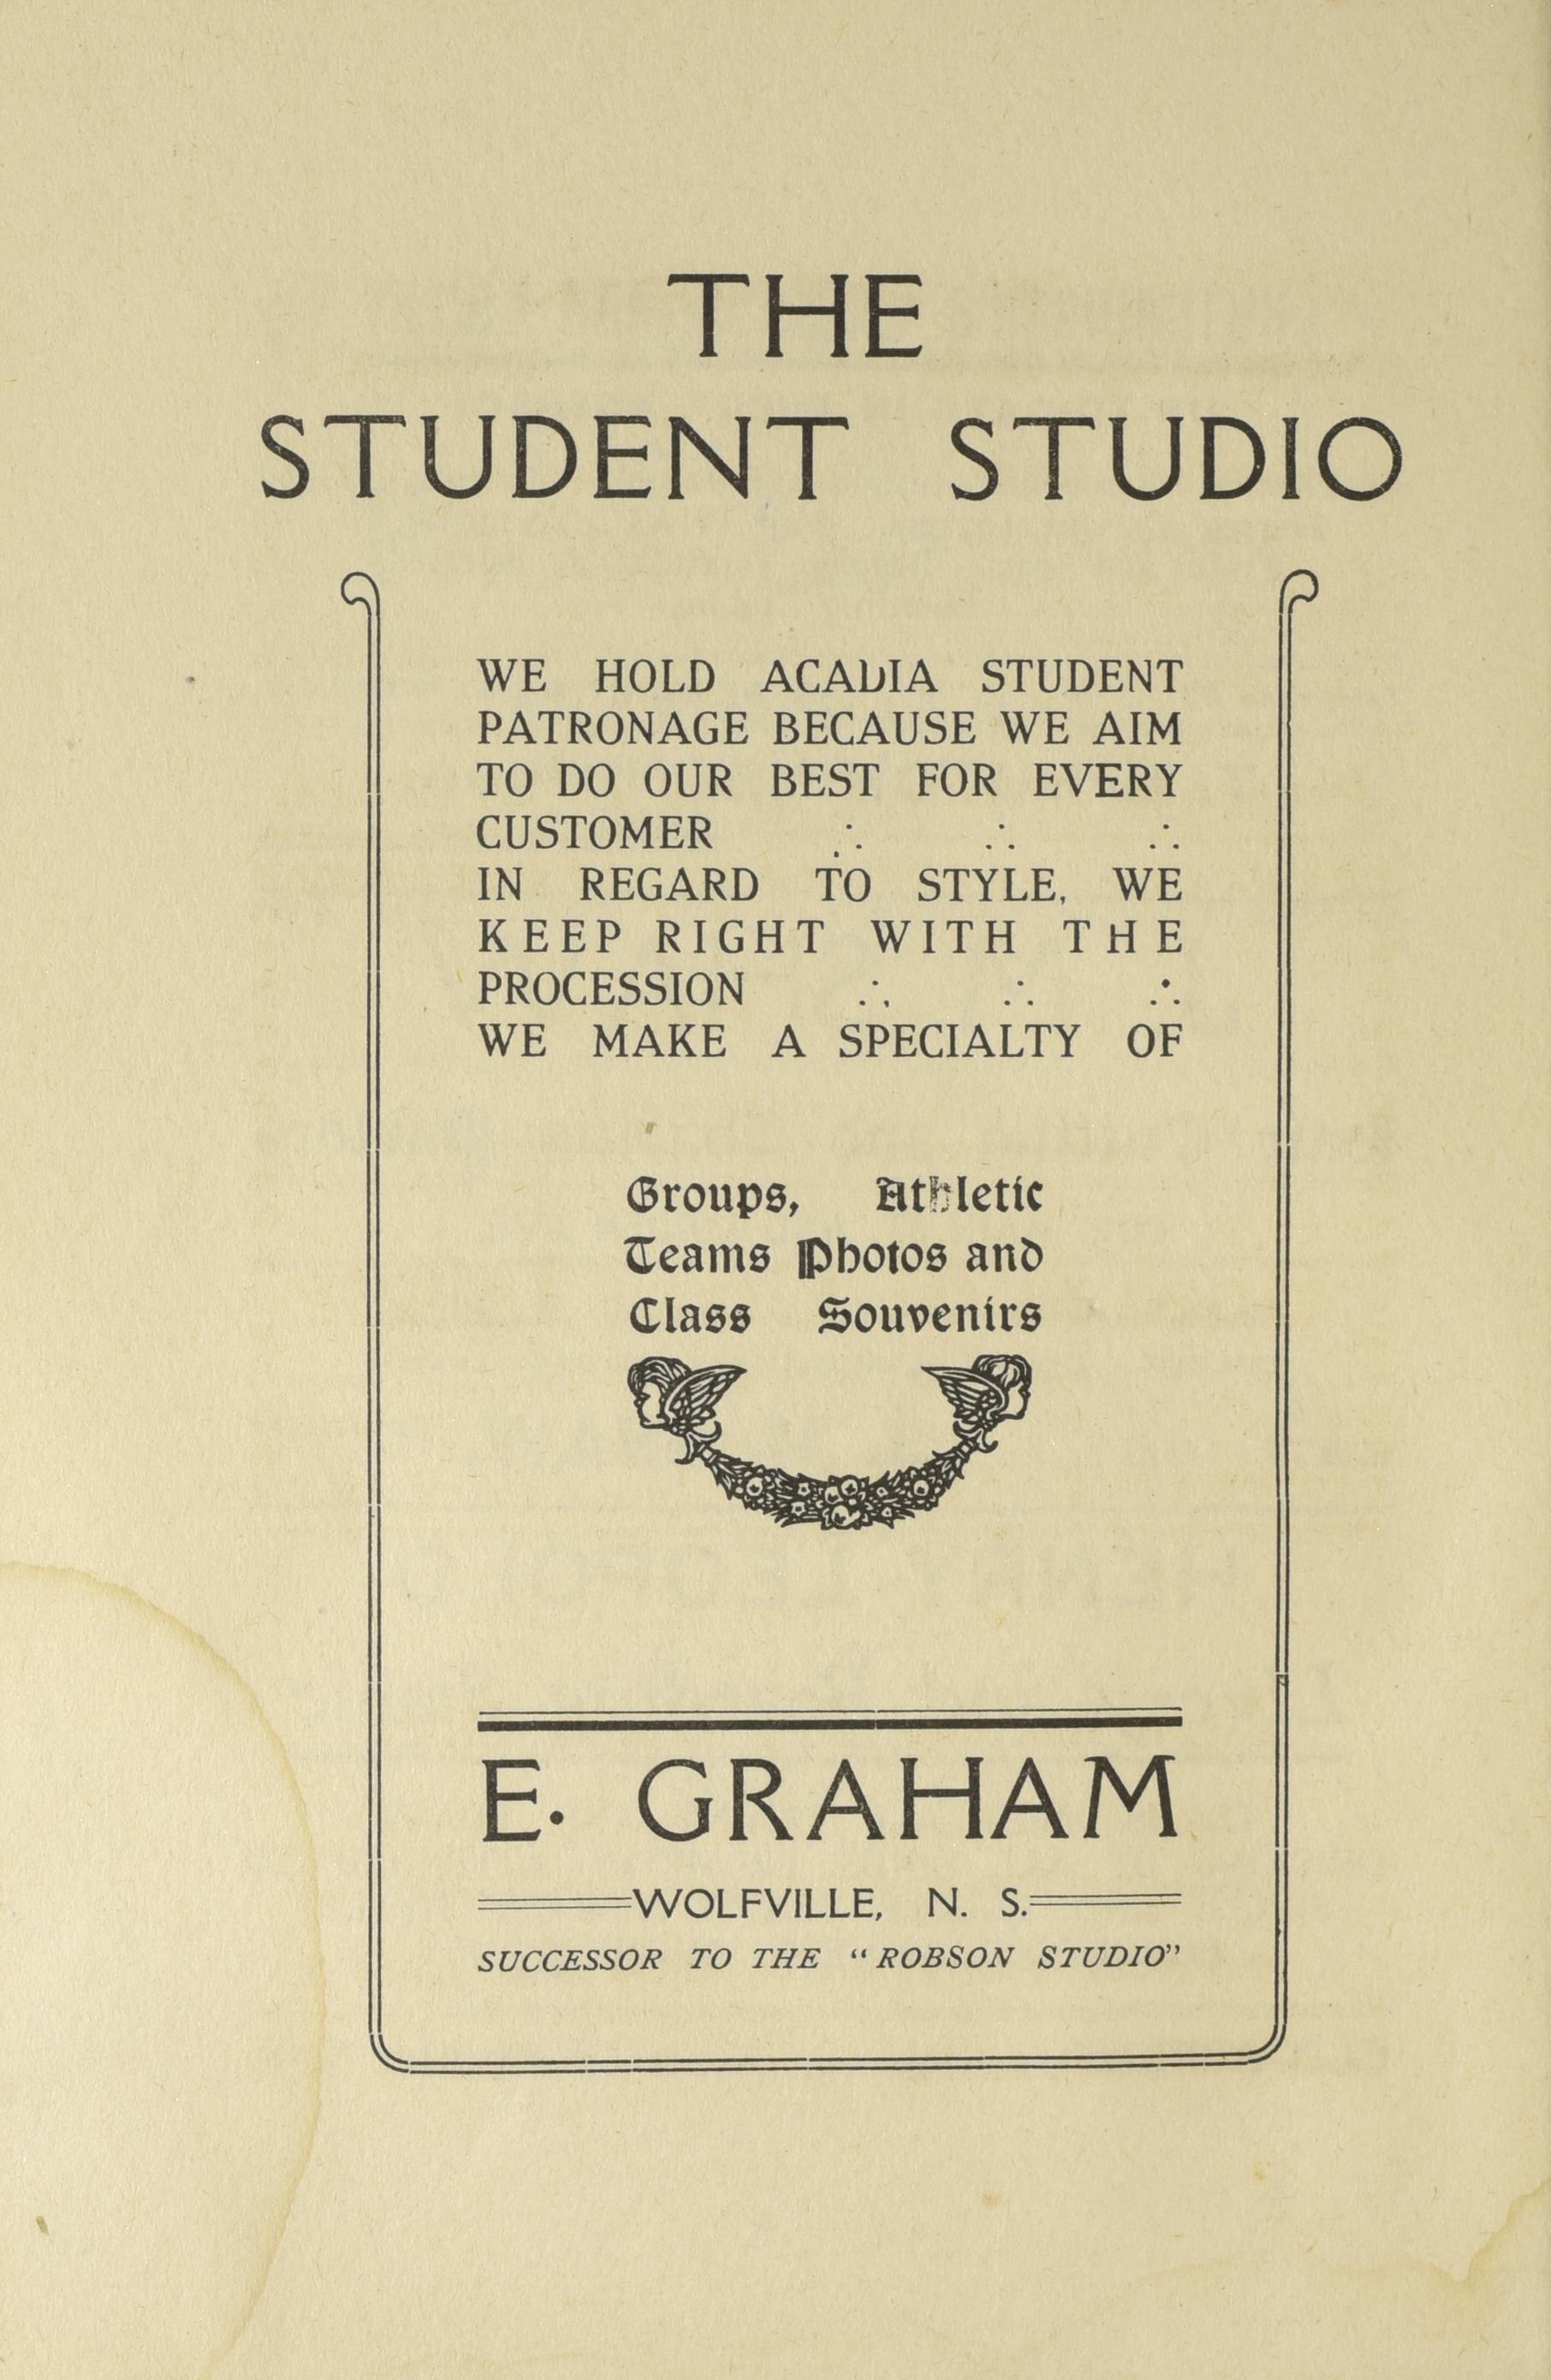 THE
STUDENT STUDIO
WE HOLD ACADIA STUDENT
PATRONAGE BECAUSE WE AIM
TO DO OUR BEST FOR EVERY
CUSTOMER ∴ ∴ ∴
IN REGARD TO STYLE, WE
KEEP RIGHT WITH THE
PROCESSION ∴ ∴ ∴
WE MAKE A SPECIALTY OF
Groups, Athletic
Teams Photos and
Class Souvenirs
E. GRAHAM
WOLFVILLE, N. S.
SUCCESSOR TO THE "ROBSON STUDIO"